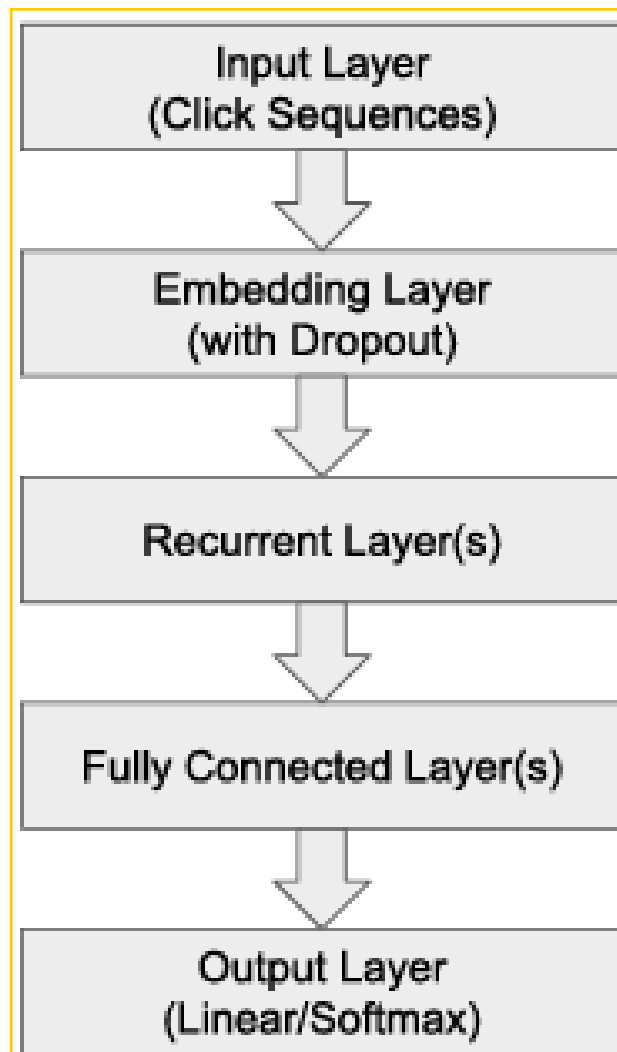 Input Layer
(Click Sequences)
Embedding Layer
(with Dropout)
Recurrent Layer(s)
Fully Connected Layer(s)
Output Layer
(Linear/Softmax)